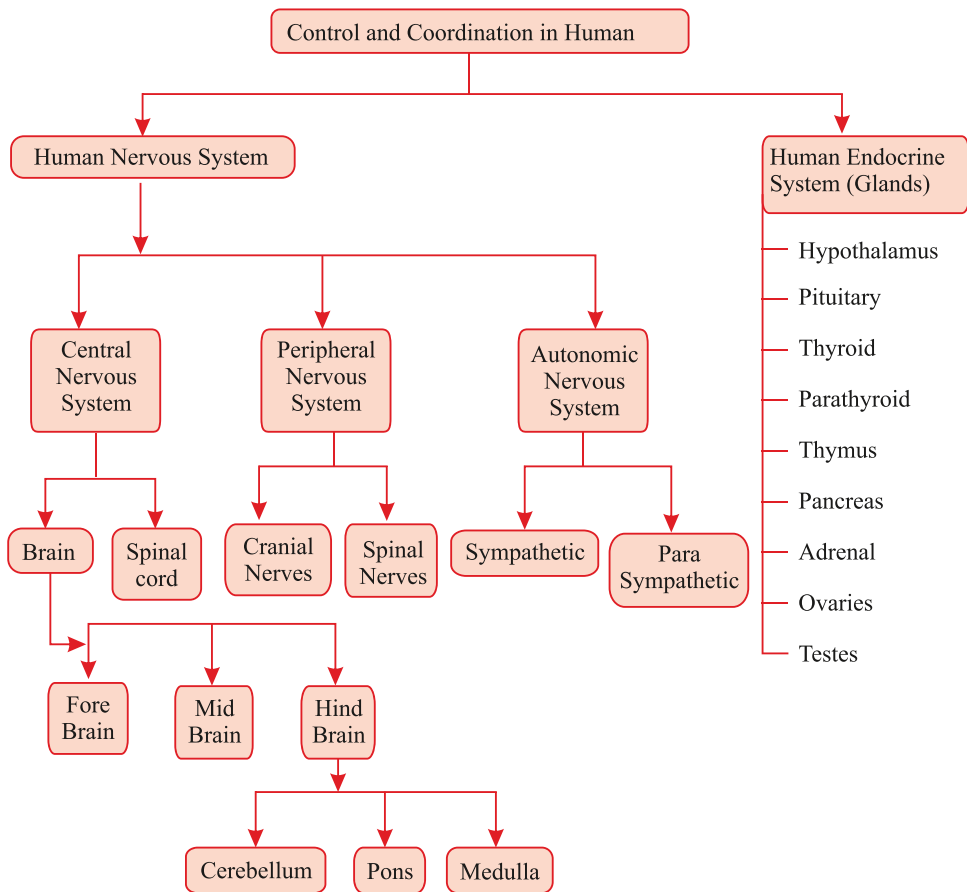 Control and Coordination in Human
Human Nervous System
Human Endocrine
System (Glands)
Hypothalamus
Pituitary
Thyroid
Parathyroid
Thymus
Pancreas
Adrenal
Ovaries
Testes
Central
Nervous
System
Peripheral
Nervous
System
Autonomic
Nervous
System
Brain
Spinal
cord
Cranial
Nerves
Spinal
Nerves
Sympathetic
Para
Sympathetic
Fore
Brain
Mid
Brain
Hind
Brain
Cerebellum
Pons
Medulla